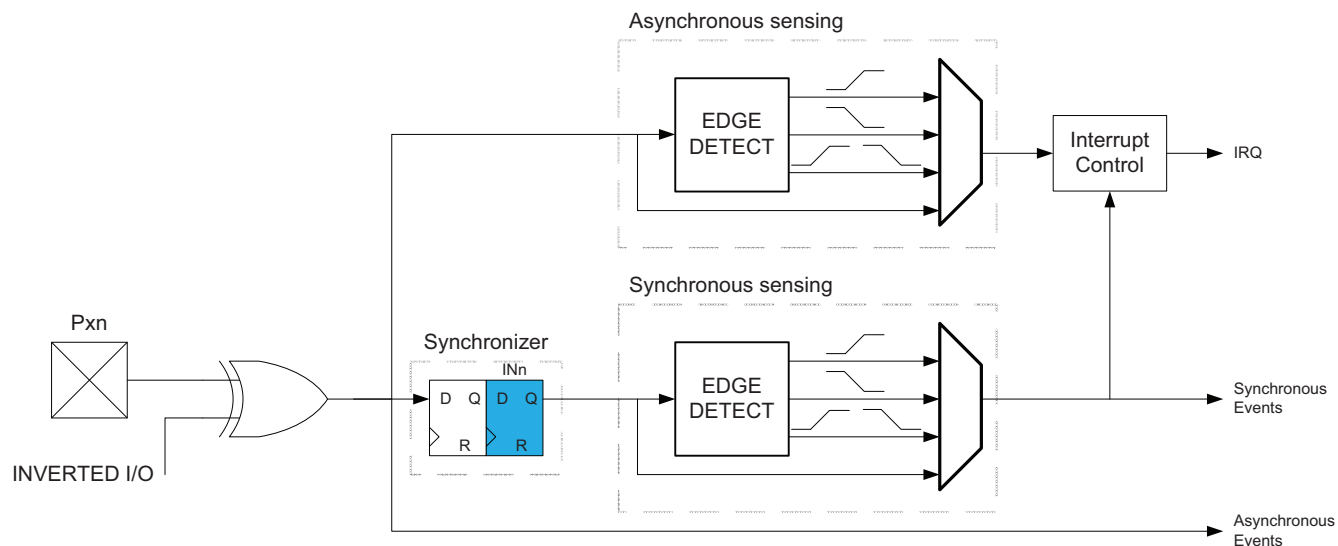 Asynchronous sensing
EDGE
DETECT
Interrupt
Control
IRQ
Synchronous sensing
Pxn
Synchronizer
INn
D Q D Q
R R
EDGE
DETECT
Synchronous
Events
INVERTED I/O
Asynchronous
Events